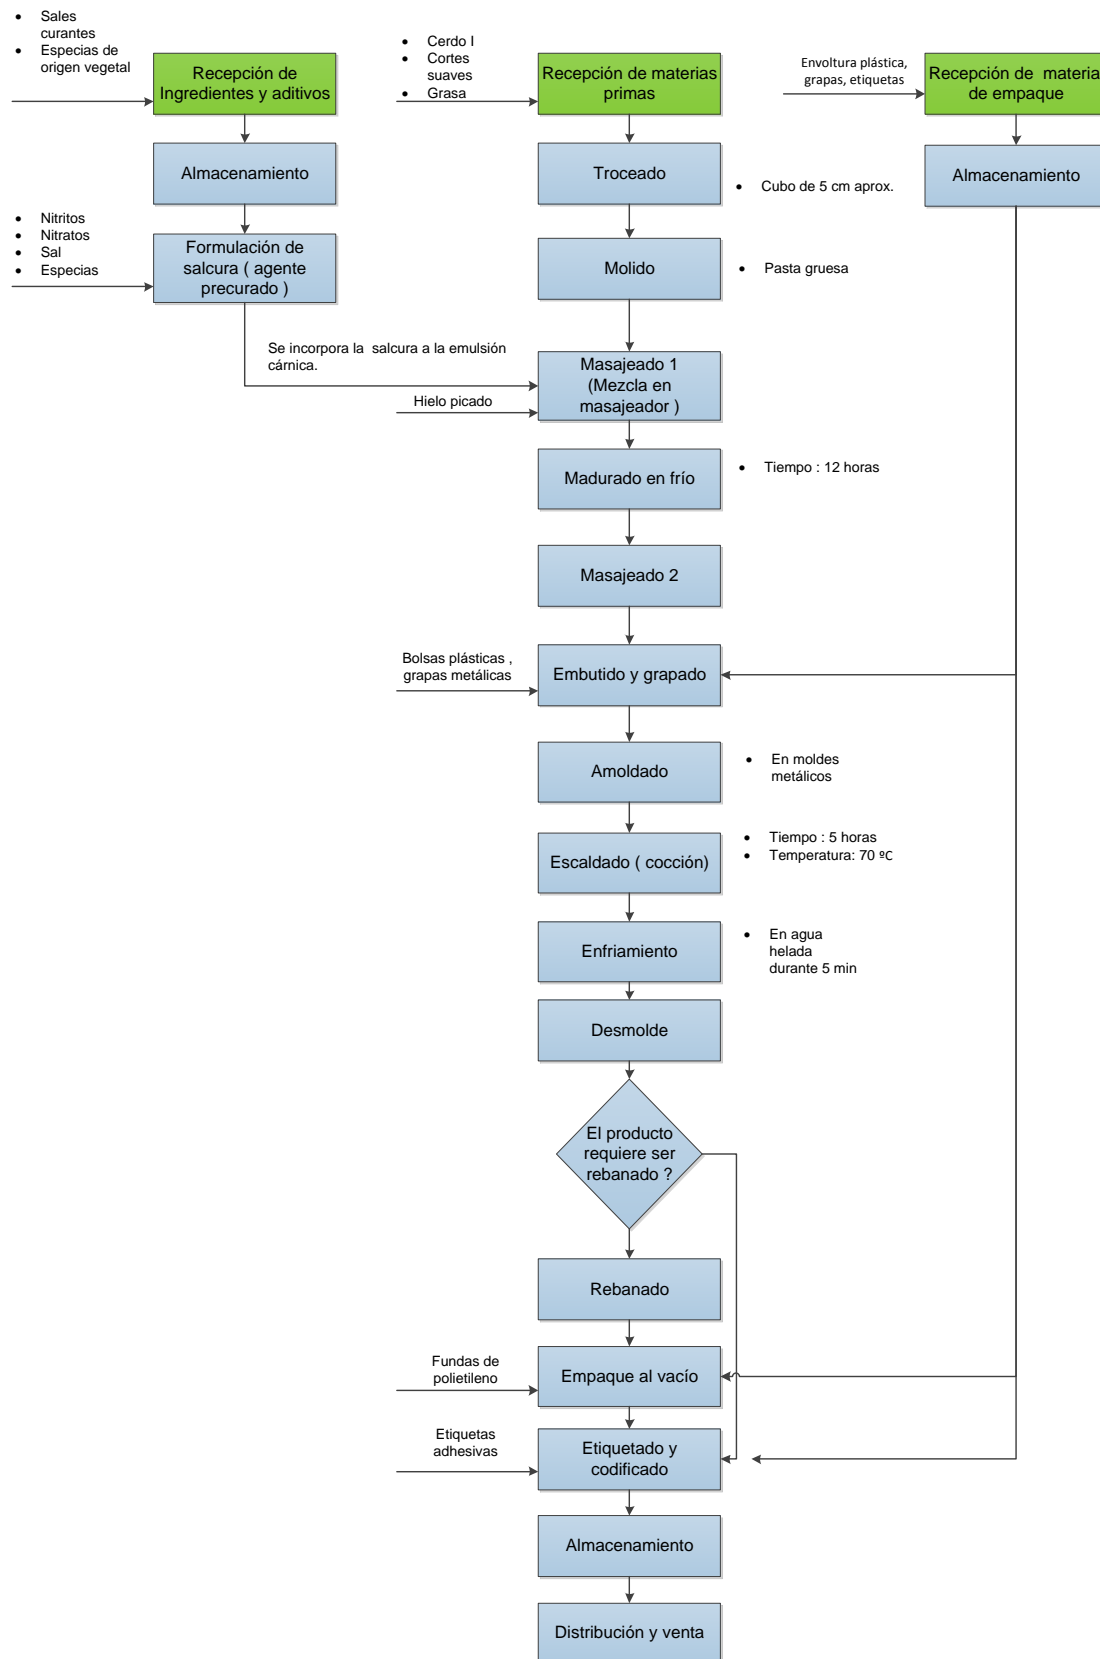 Sales
curantes
Especias de
origen vegetal
Recepción de
Ingredientes y aditivos
Cerdo I
Cortes
suaves
Grasa
Recepción de materias
primas
Envoltura plástica,
grapas, etiquetas
Recepción de materia
de empaque
Almacenamiento
Troceado
Cubo de 5 cm aprox.
Almacenamiento
Nitritos
Nitratos
Sal
Especias
Formulación de
salcura ( agente
precurado )
Molido
Pasta gruesa
Se incorpora la salcura a la emulsión
cárnica.
Hielo picado
Masajeado 1
(Mezcla en
masajeador )
Madurado en frío
Tiempo : 12 horas
Masajeado 2
Bolsas plásticas ,
grapas metálicas
Embutido y grapado
Amoldado
En moldes
metálicos
Escaldado ( cocción)
Tiempo : 5 horas
Temperatura: 70 ºC
Enfriamiento
En agua
helada
durante 5 min
Desmolde
El producto
requiere ser
rebanado ?
Rebanado
Fundas de
polietileno
Empaque al vacío
Etiquetas
adhesivas
Etiquetado y
codificado
Almacenamiento
Distribución y venta